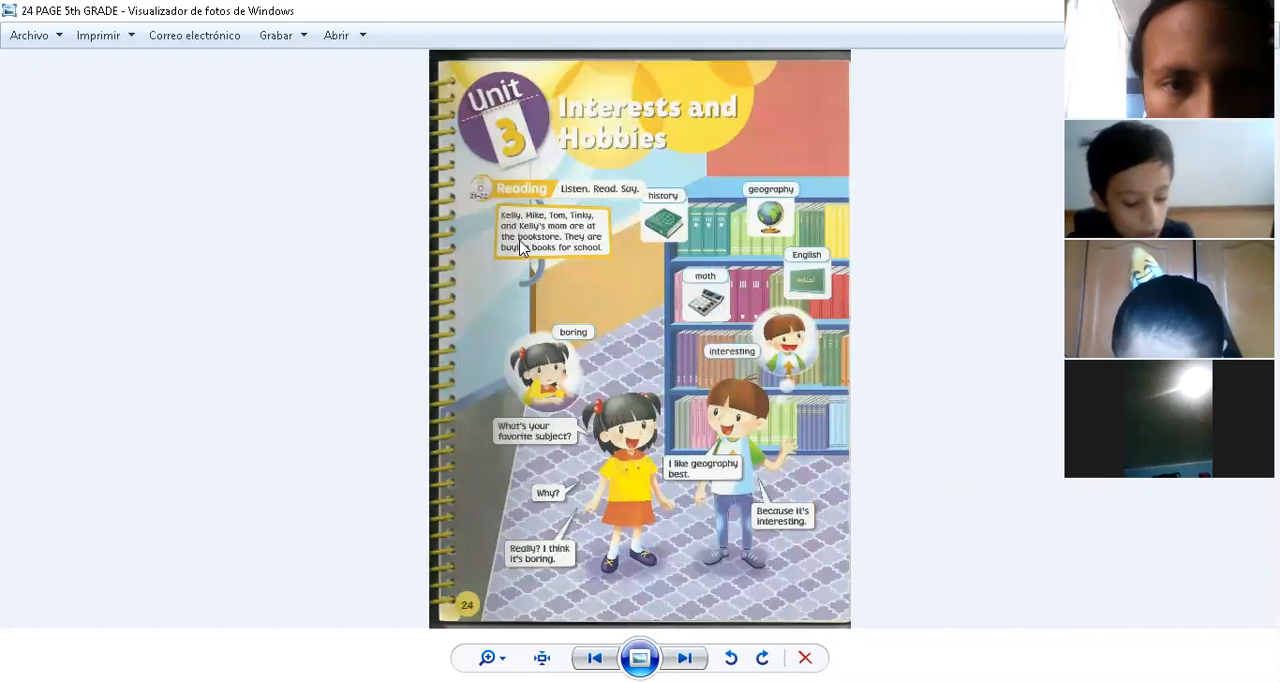 24 PAGE 5th GRADE - Visualizador de fotos de Windows
Archivo Imprimir Correo electrónico Grabar Abrir
Unit
3
Interests and
Hobbies
21-22
Reading Listen. Read. Say.
Kelly, Mike, Tom, Tinky,
and Kelly's mom are at
the bookstore. They are
books for school.
history
geography
math
English
boring
interesting
What's your
favorite subject?
I like geography
best.
Why?
Because it's
interesting.
Really? I think
it's boring.
24